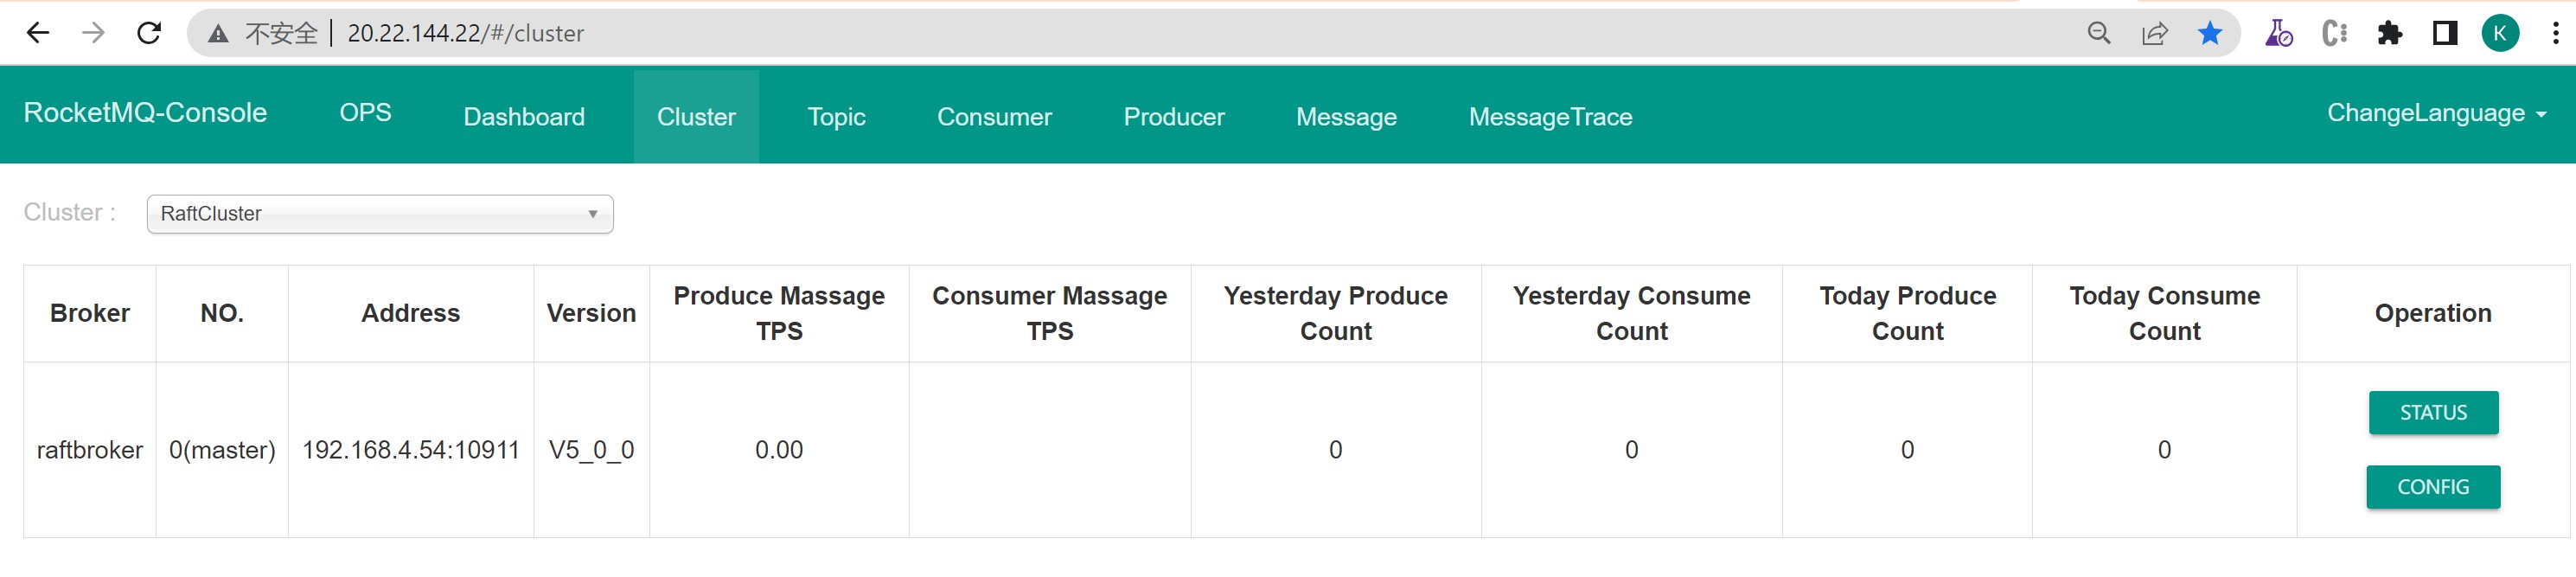 不安全 20.22.144.22/#/cluster K
RocketMQ-Console OPS Dashboard Cluster Topic Consumer Producer Message MessageTrace ChangeLanguage
Cluster : RaftCluster
Broker NO. Address Version Produce Massage TPS Consumer Massage TPS Yesterday Produce Count Yesterday Consume Count Today Produce Count Today Consume Count Operation
raftbroker 0(master) 192.168.4.54:10911 V5_0_0 0.00 0 0 0 0
STATUS
CONFIG